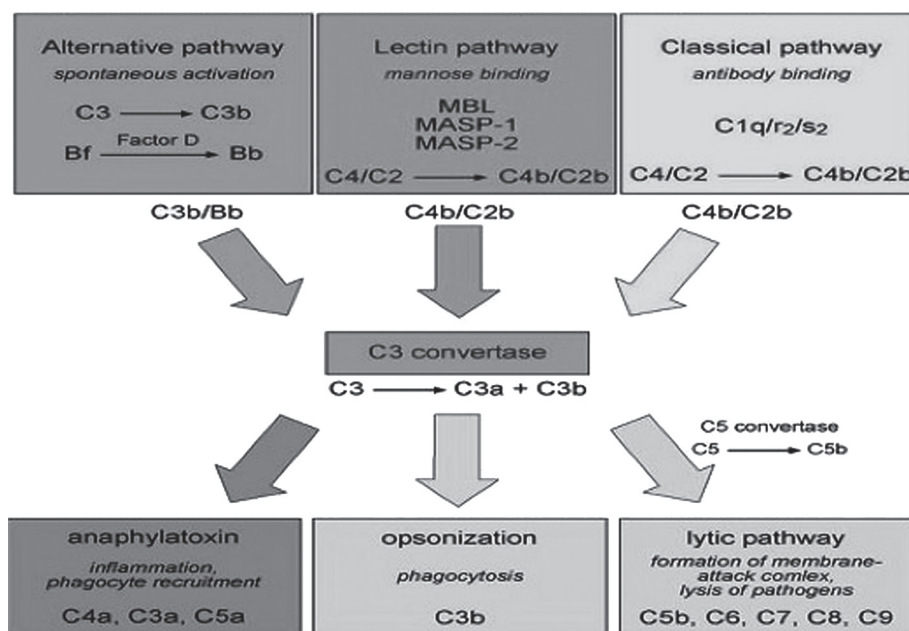 Alternative pathway
spontaneous activation
C3 → C3b
Factor D
Bf → Bb
C3b/Bb
Lectin pathway
mannose binding
MBL
MASP-1
MASP-2
C4/C2 → C4b/C2b
C4b/C2b
Classical pathway
antibody binding
C1q/r₂/s₂
C4/C2 → C4b/C2b
C4b/C2b
C3 convertase
C3 → C3a + C3b
C5 convertase
C5 → C5b
anaphylatoxin
inflammation,
phagocyte recruitment
C4a, C3a, C5a
opsonization
phagocytosis
C3b
lytic pathway
formation of membrane-
attack comlex,
lysis of pathogens
C5b, C6, C7, C8, C9